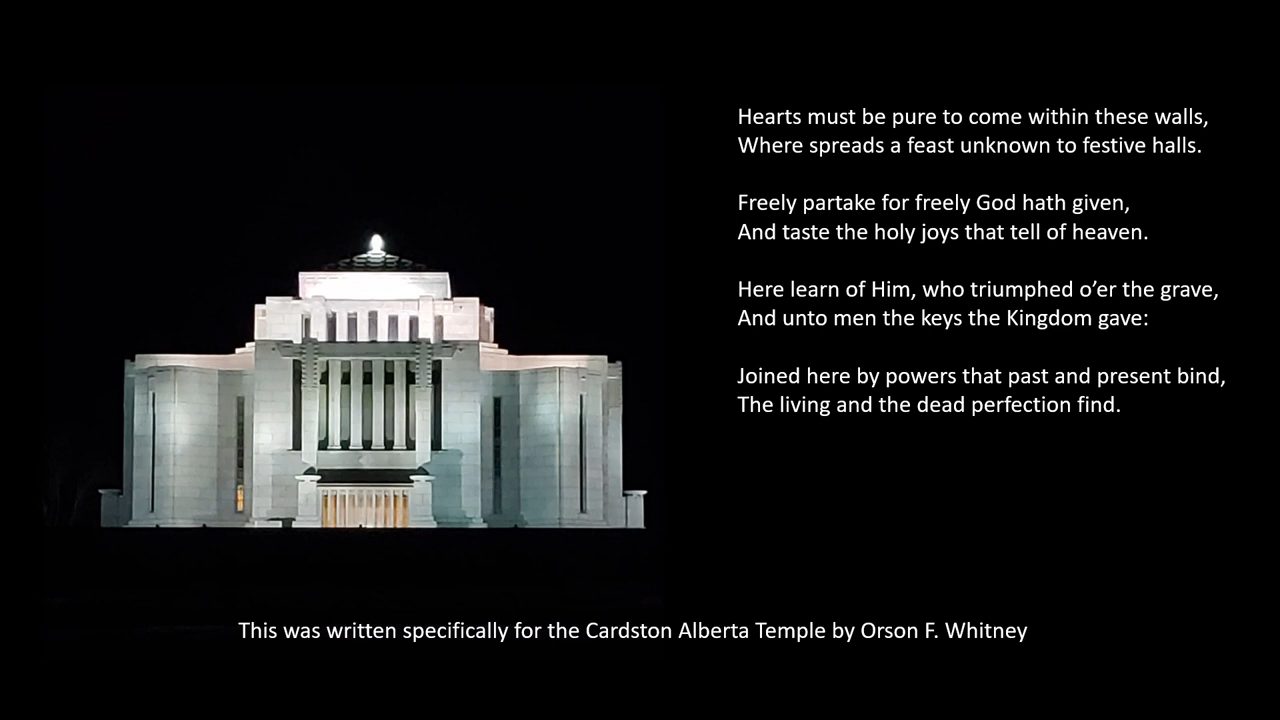 Hearts must be pure to come within these walls,
Where spreads a feast unknown to festive halls.
Freely partake for freely God hath given,
And taste the holy joys that tell of heaven.
Here learn of Him, who triumphed o’er the grave,
And unto men the keys the Kingdom gave:
Joined here by powers that past and present bind,
The living and the dead perfection find.
This was written specifically for the Cardston Alberta Temple by Orson F. Whitney